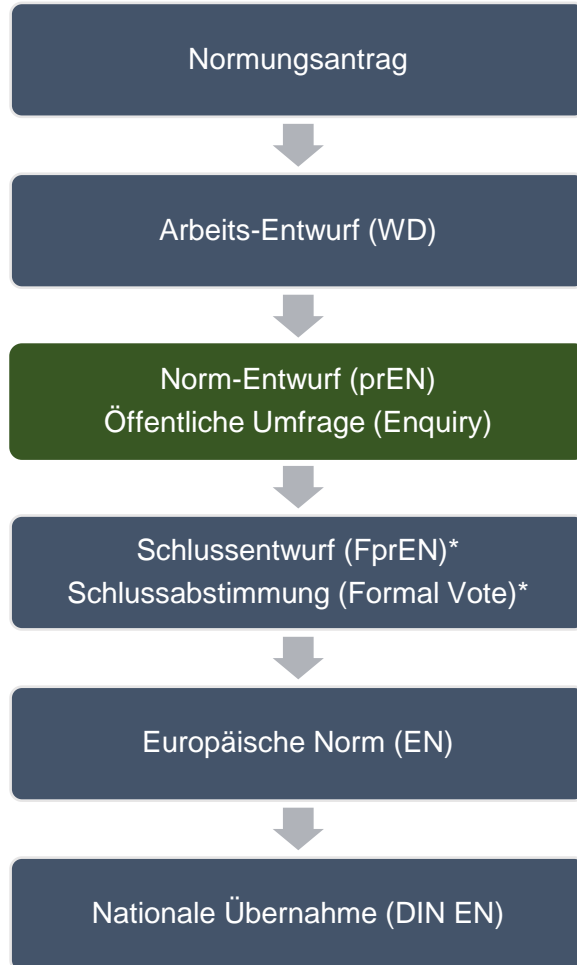 Normungsantrag
Arbeits-Entwurf (WD)
Norm-Entwurf (prEN)
Öffentliche Umfrage (Enquiry)
Schlussentwurf (FprEN)*
Schlussabstimmung (Formal Vote)*
Europäische Norm (EN)
Nationale Übernahme (DIN EN)